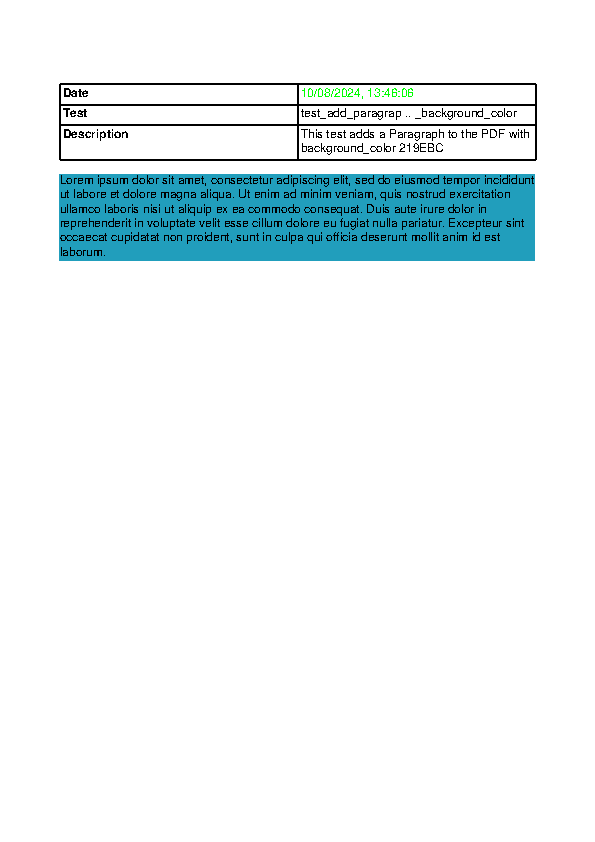 Date 10/08/2024, 13:46:06
Test test_add_paragrap .. _background_color
Description This test adds a Paragraph to the PDF with
background_color 219EBC
Lorem ipsum dolor sit amet, consectetur adipiscing elit, sed do eiusmod tempor incididunt
ut labore et dolore magna aliqua. Ut enim ad minim veniam, quis nostrud exercitation
ullamco laboris nisi ut aliquip ex ea commodo consequat. Duis aute irure dolor in
reprehenderit in voluptate velit esse cillum dolore eu fugiat nulla pariatur. Excepteur sint
occaecat cupidatat non proident, sunt in culpa qui officia deserunt mollit anim id est
laborum.